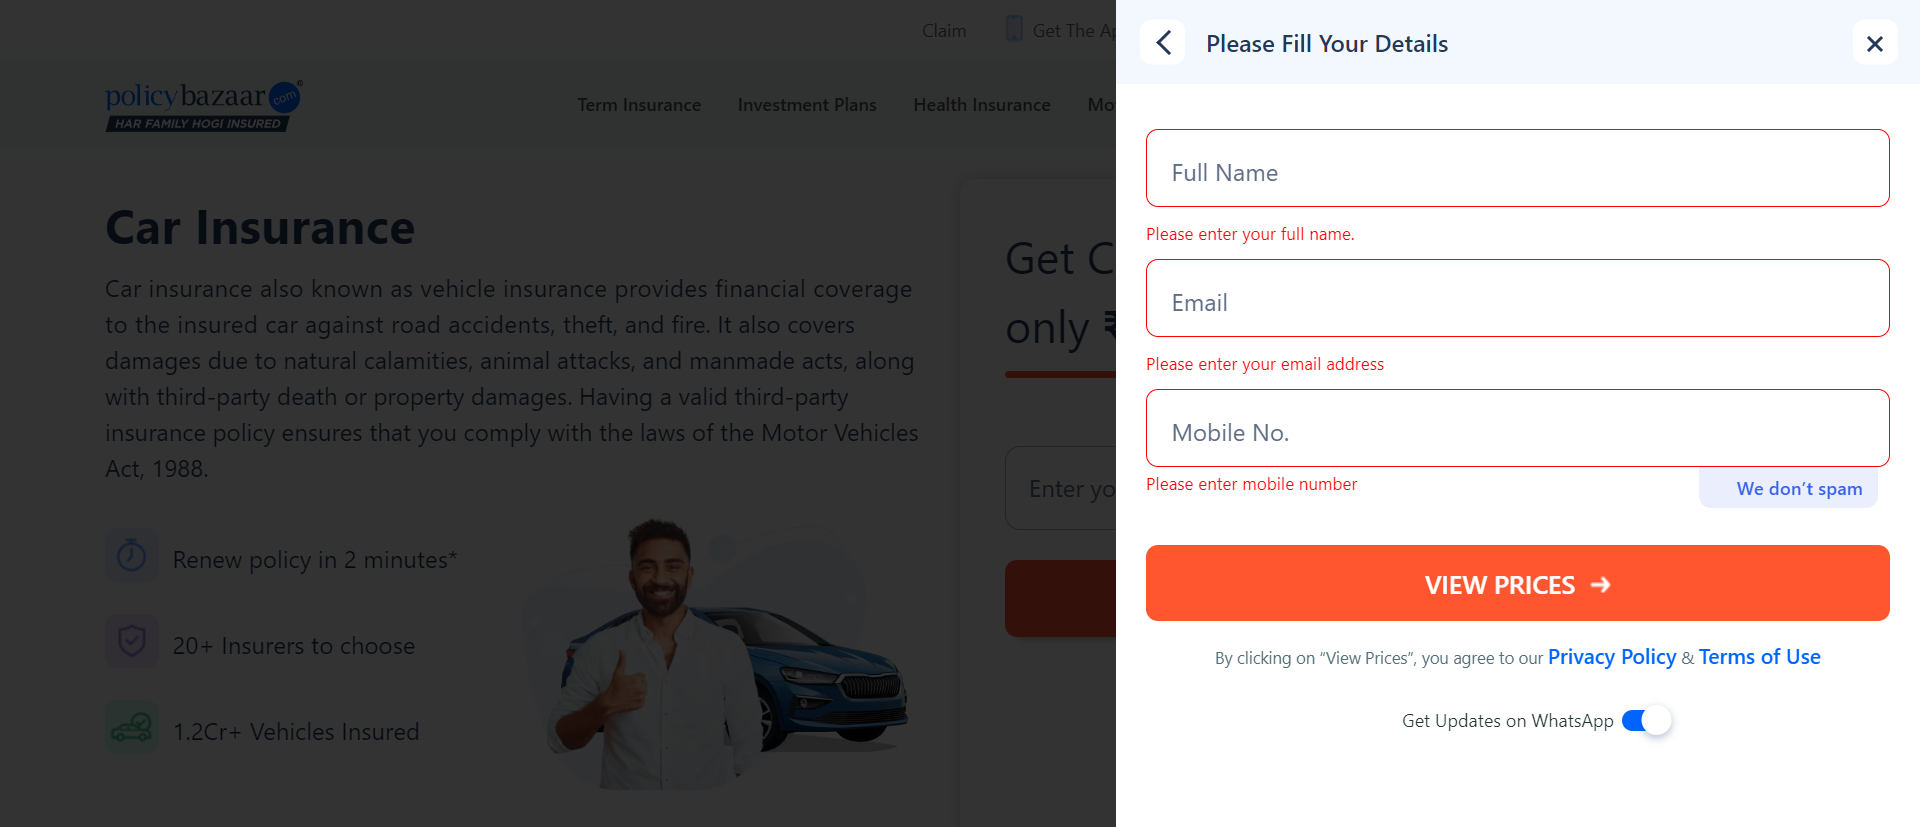 Claim
Get The Ap
policybazaar.com
HAR FAMILY HOGI INSURED
Term Insurance
Investment Plans
Health Insurance
Mo
Car Insurance
Car insurance also known as vehicle insurance provides financial coverage
to the insured car against road accidents, theft, and fire. It also covers
damages due to natural calamities, animal attacks, and manmade acts, along
with third-party death or property damages. Having a valid third-party
insurance policy ensures that you comply with the laws of the Motor Vehicles
Act, 1988.
Renew policy in 2 minutes*
20+ Insurers to choose
1.2Cr+ Vehicles Insured
Get C
only ₹
Enter yo
Please Fill Your Details
Full Name
Please enter your full name.
Email
Please enter your email address
Mobile No.
Please enter mobile number
We don’t spam
VIEW PRICES
By clicking on “View Prices”, you agree to our Privacy Policy & Terms of Use
Get Updates on WhatsApp